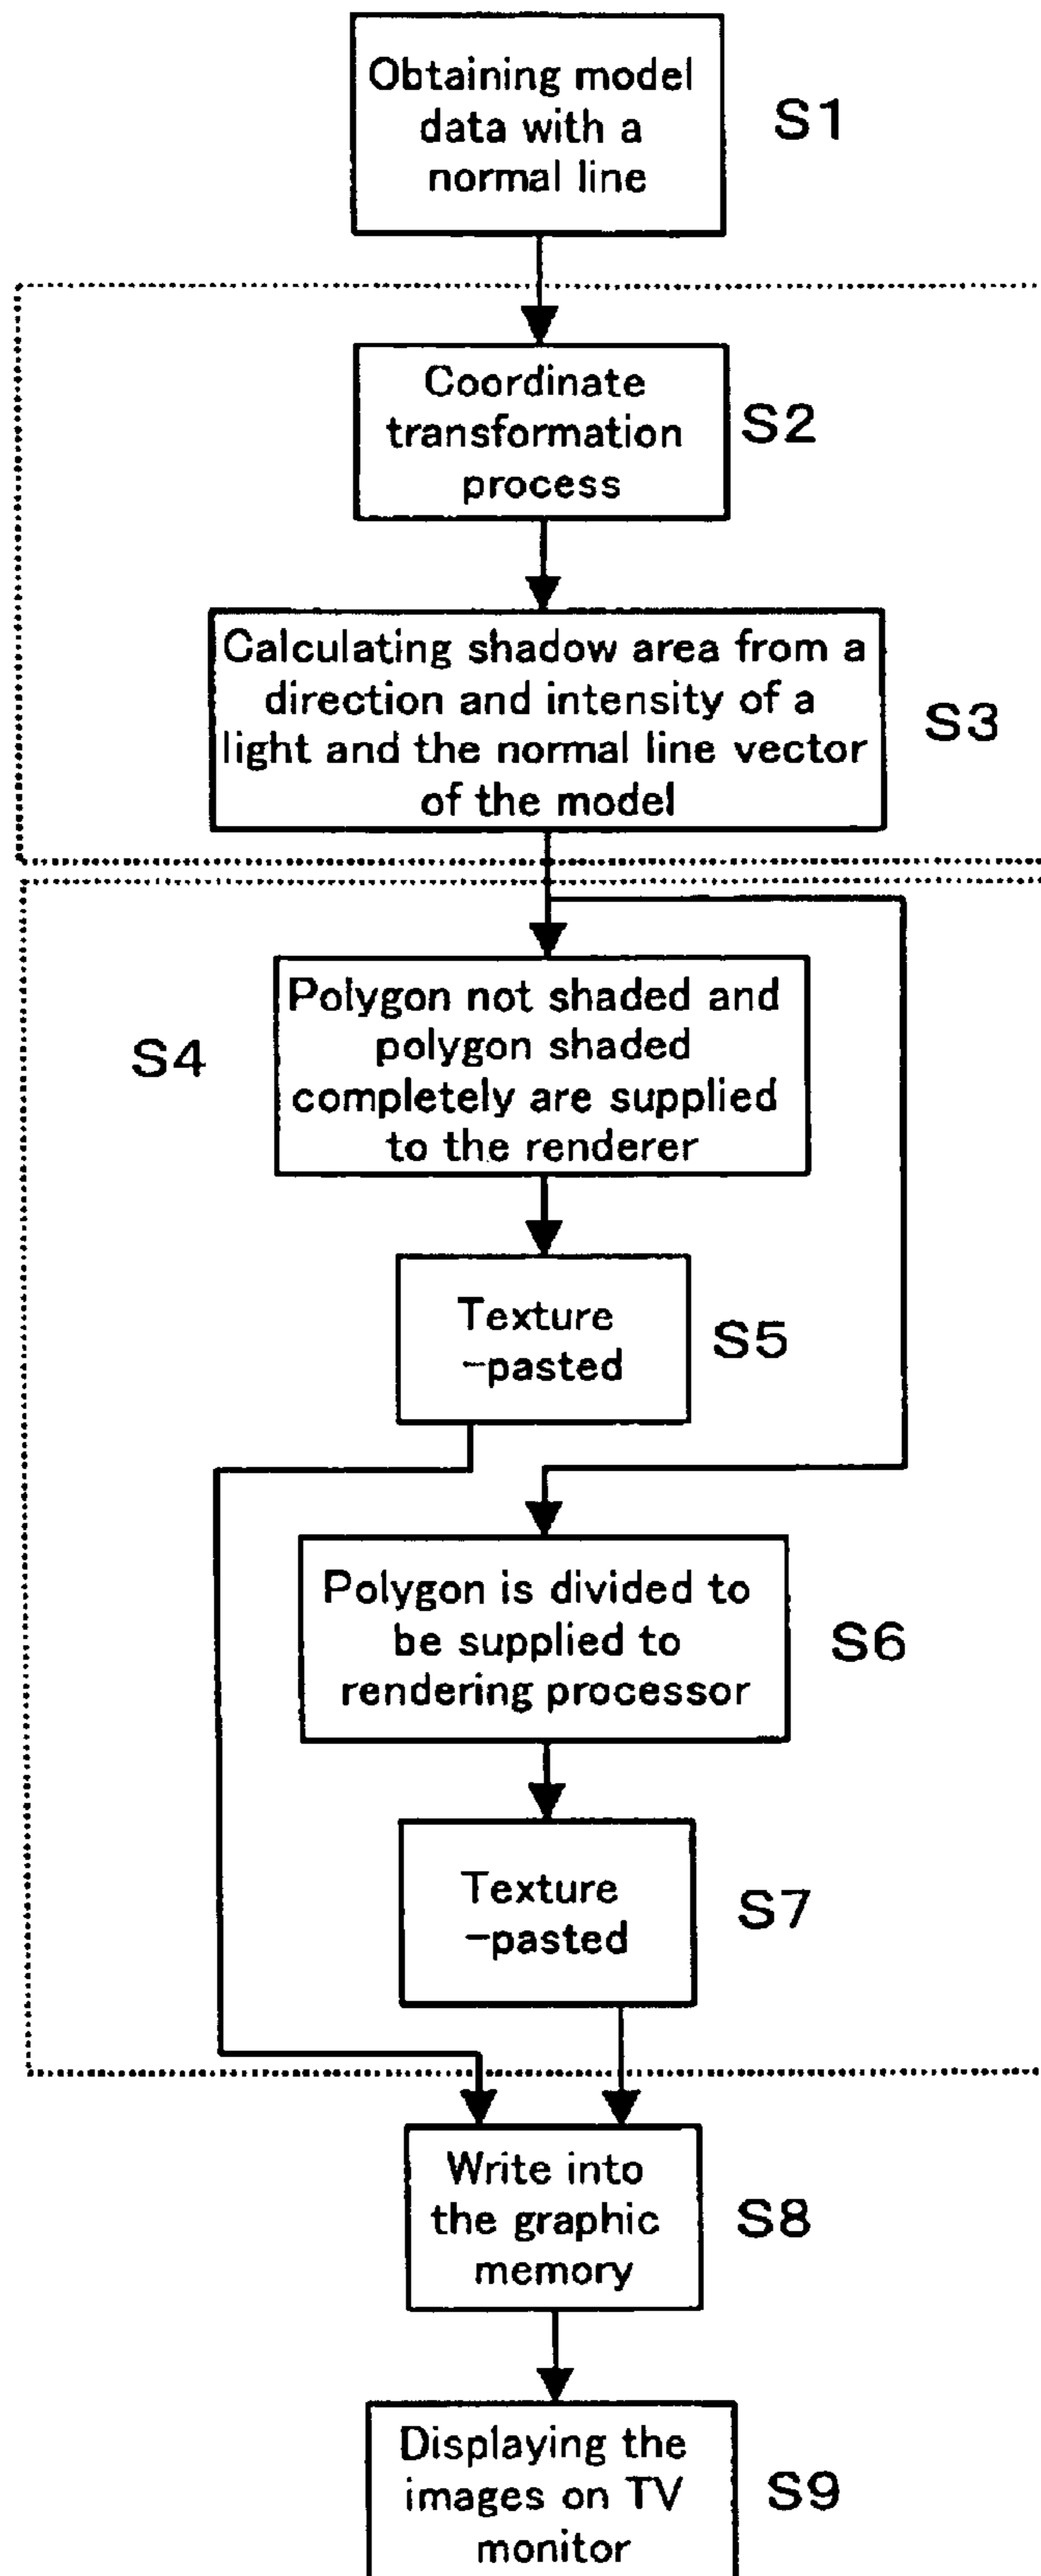 Obtaining model
data with a
normal line
S1
Coordinate
transformation
process
S2
Calculating shadow area from a
direction and intensity of a
light and the normal line vector
of the model
S3
Polygon not shaded and
polygon shaded
completely are supplied
to the renderer
S4
Texture
-pasted
S5
Polygon is divided to
be supplied to
rendering processor
S6
Texture
-pasted
S7
Write into
the graphic
memory
S8
Displaying the
images on TV
monitor
S9